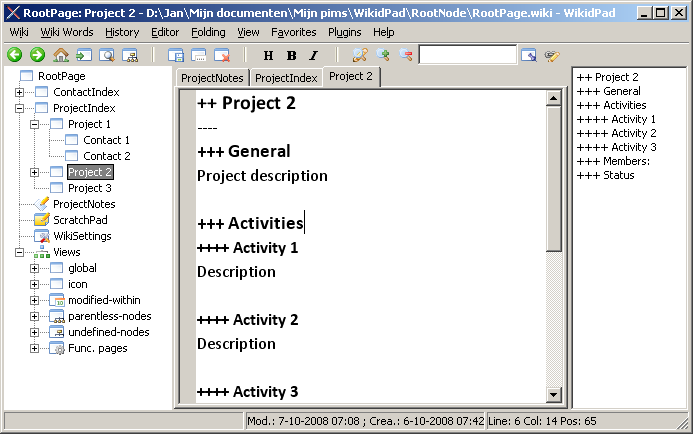 RootPage: Project 2 - D:\Jan\Mijn documenten\Mijn pims\WikidPad\RootNode\RootPage.wiki - WikidPad
Wiki Wiki Words History Editor Folding View Favorites Plugins Help
H B I
RootPage
ContactIndex
ProjectIndex
Project 1
Contact 1
Contact 2
Project 2
Project 3
ProjectNotes
ScratchPad
WikiSettings
Views
global
icon
modified-within
parentless-nodes
undefined-nodes
Func. pages
ProjectNotes ProjectIndex Project 2
++ Project 2
----
+++ General
Project description
+++ Activities
++++ Activity 1
Description
++++ Activity 2
Description
++++ Activity 3
++ Project 2
+++ General
+++ Activities
++++ Activity 1
++++ Activity 2
++++ Activity 3
+++ Members:
+++ Status
Mod.: 7-10-2008 07:08 ; Crea.: 6-10-2008 07:42 Line: 6 Col: 14 Pos: 65